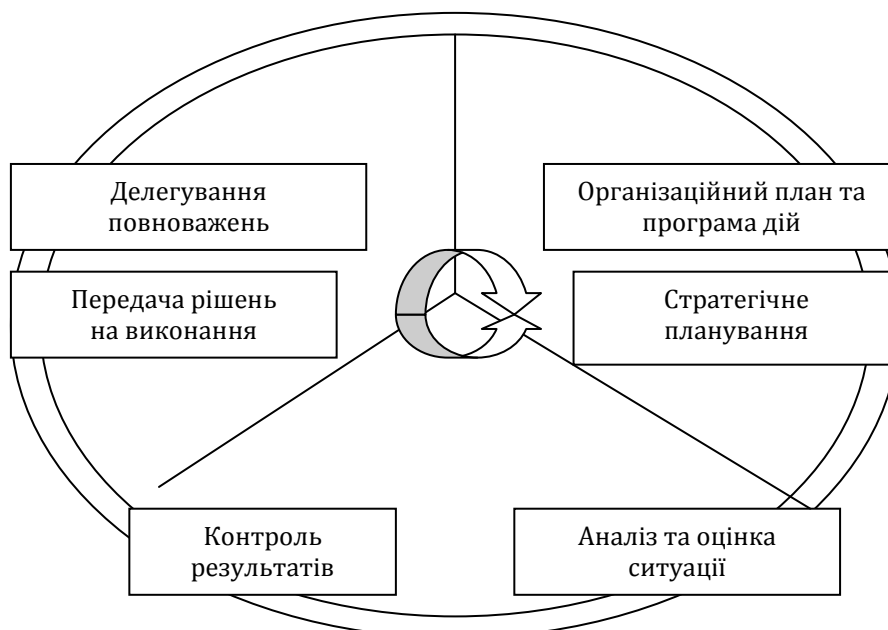 Делегування
повноважень
Організаційний план та
програма дій
Передача рішень
на виконання
Стратегічне
планування
Контроль
результатів
Аналіз та оцінка
ситуації